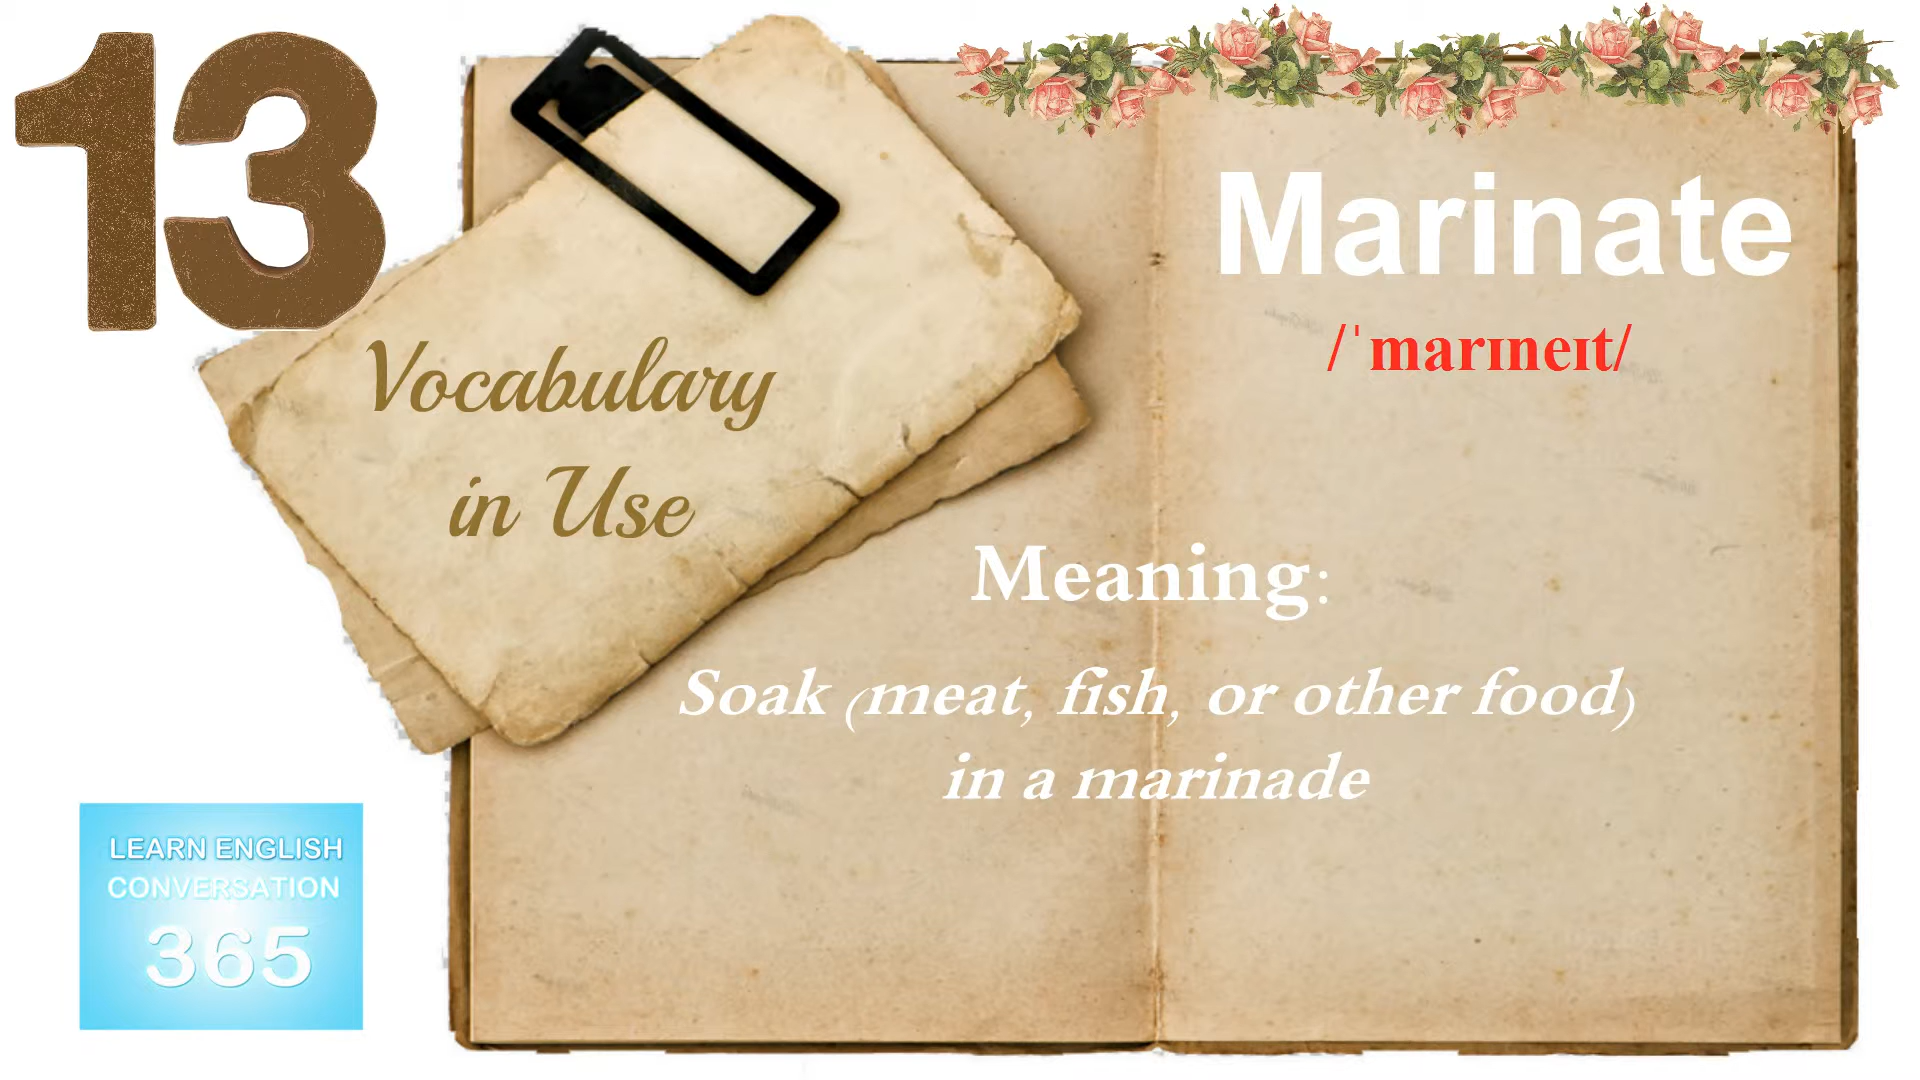 13
Vocabulary
in Use
Marinate
/ˈmarɪneɪt/
Meaning:
Soak (meat, fish, or other food)
in a marinade
LEARN ENGLISH
CONVERSATION
365